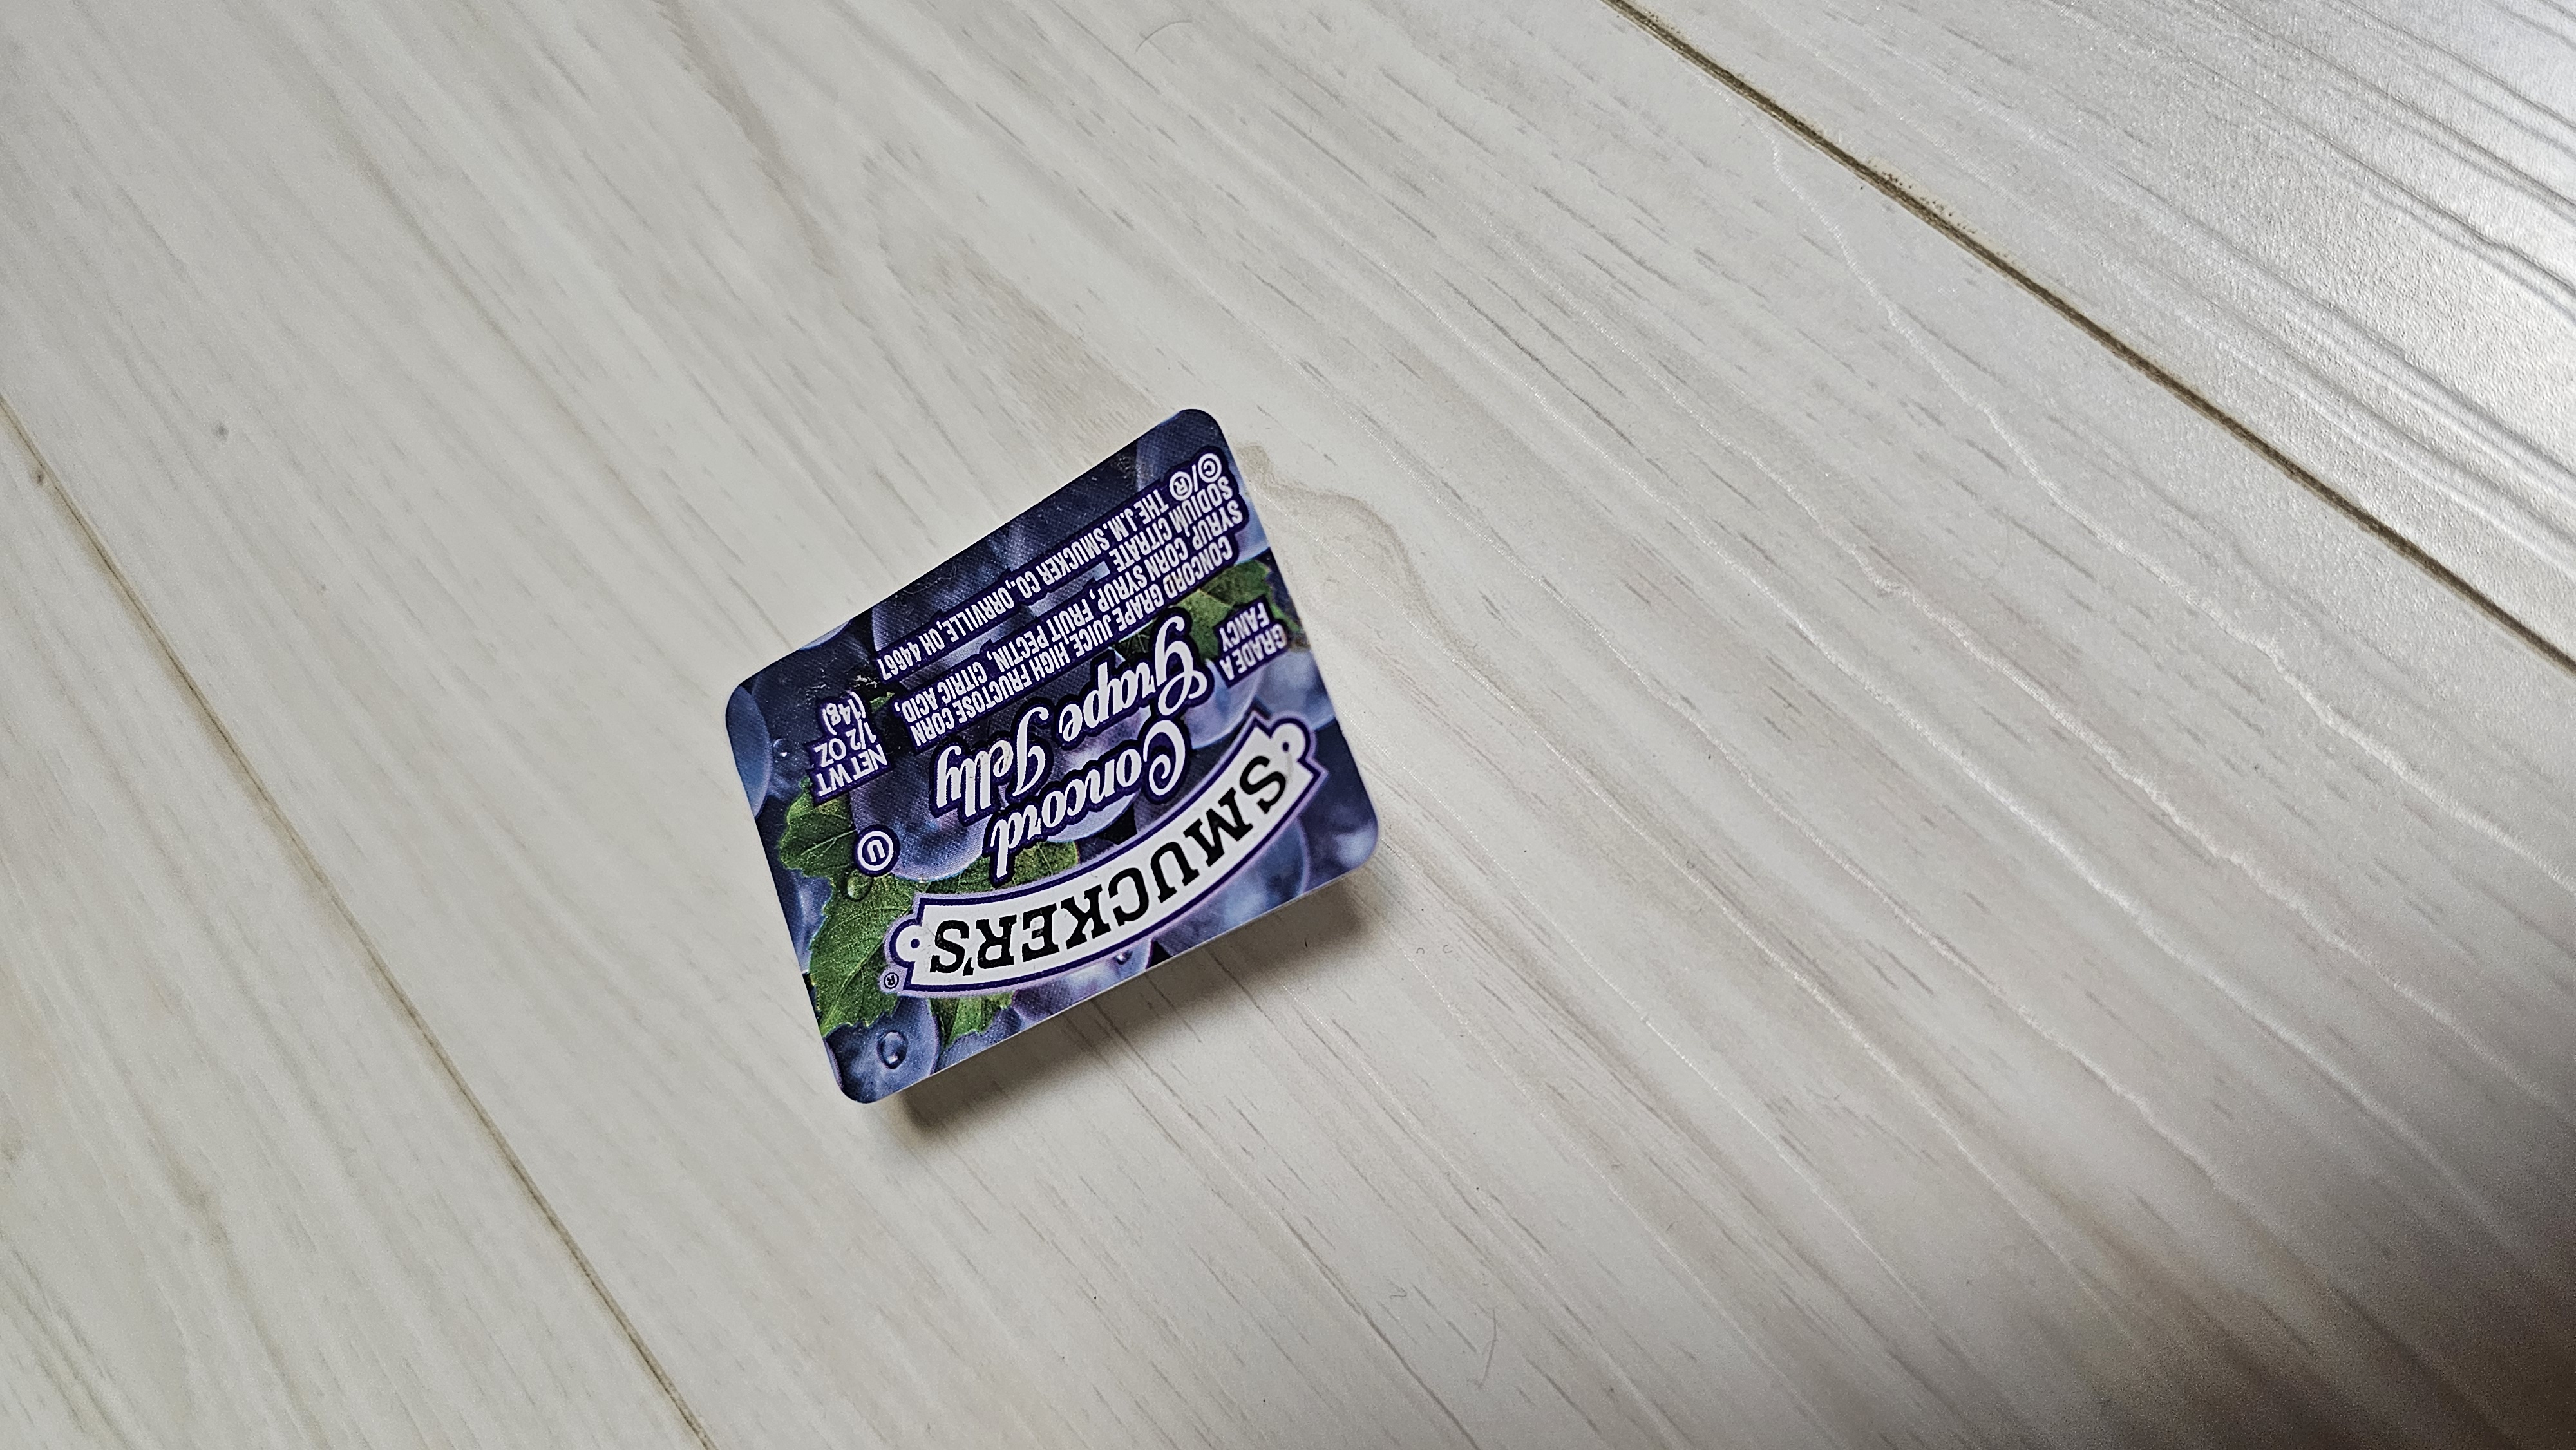 SMUCKER'S®
Concord
Grape Jelly
U
GRADE A
FANCY
NET WT
1/2 OZ
(14g)
CONCORD GRAPE JUICE, HIGH FRUCTOSE CORN
SYRUP, CORN SYRUP, FRUIT PECTIN, CITRIC ACID,
SODIUM CITRATE
©/® THE J.M. SMUCKER CO., ORRVILLE, OH 44667